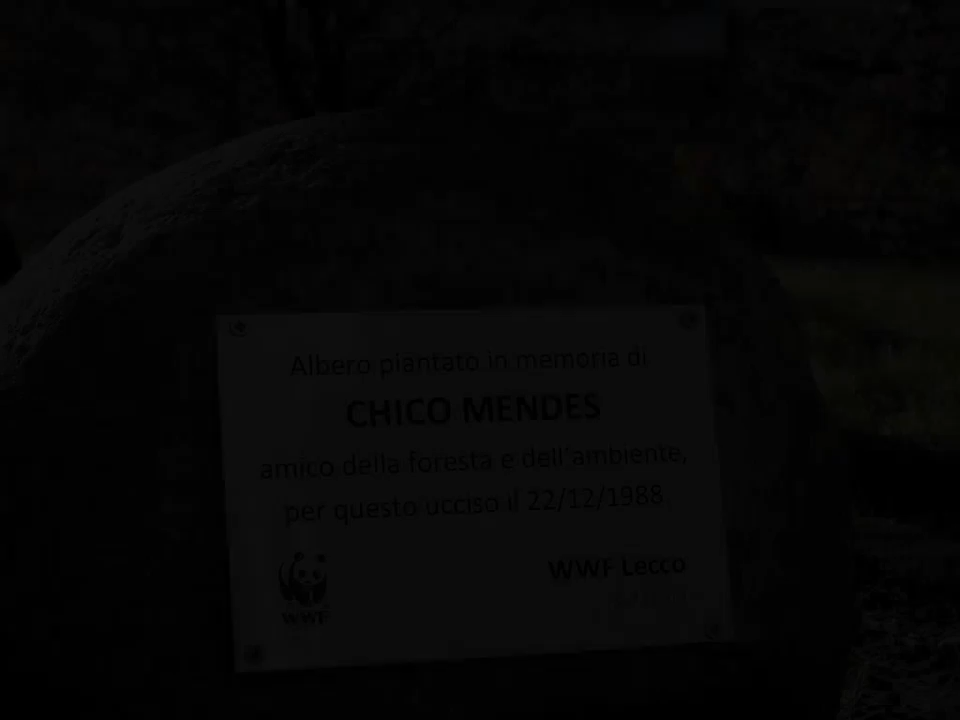 Albero piantato in memoria di
CHICO MENDES
amico della foresta e dell'ambiente,
per questo ucciso il 22/12/1988
WWF Lecco
WWF